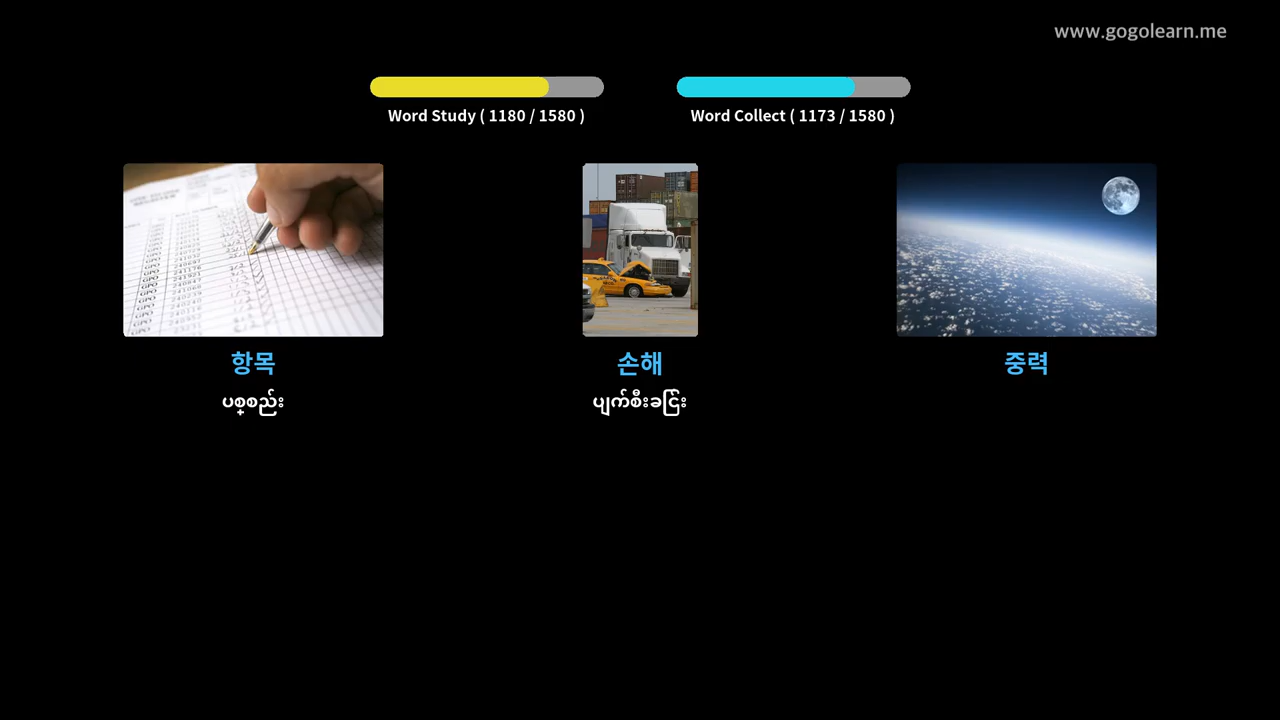 www.gogolearn.me
Word Study ( 1180 / 1580 )
Word Collect ( 1173 / 1580 )
항목
손해
중력
ပစ္စည်း
ပျက်စီးခြင်း